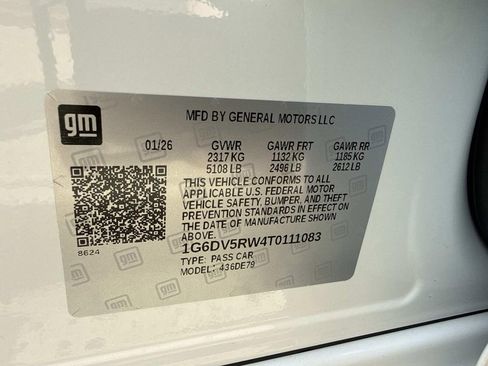 gm
MFD BY GENERAL MOTORS LLC
01/26 GVWR GAWR FRT GAWR RR
2317 KG 1132 KG 1185 KG
5108 LB 2496 LB 2612 LB
THIS VEHICLE CONFORMS TO ALL
APPLICABLE U.S. FEDERAL MOTOR
VEHICLE SAFETY, BUMPER, AND THEFT
PREVENTION STANDARDS IN EFFECT
ON THE DATE OF MANUFACTURE SHOWN
ABOVE.
8624
1G6DV5RW4T0111083
TYPE: PASS CAR
MODEL: 436DE79